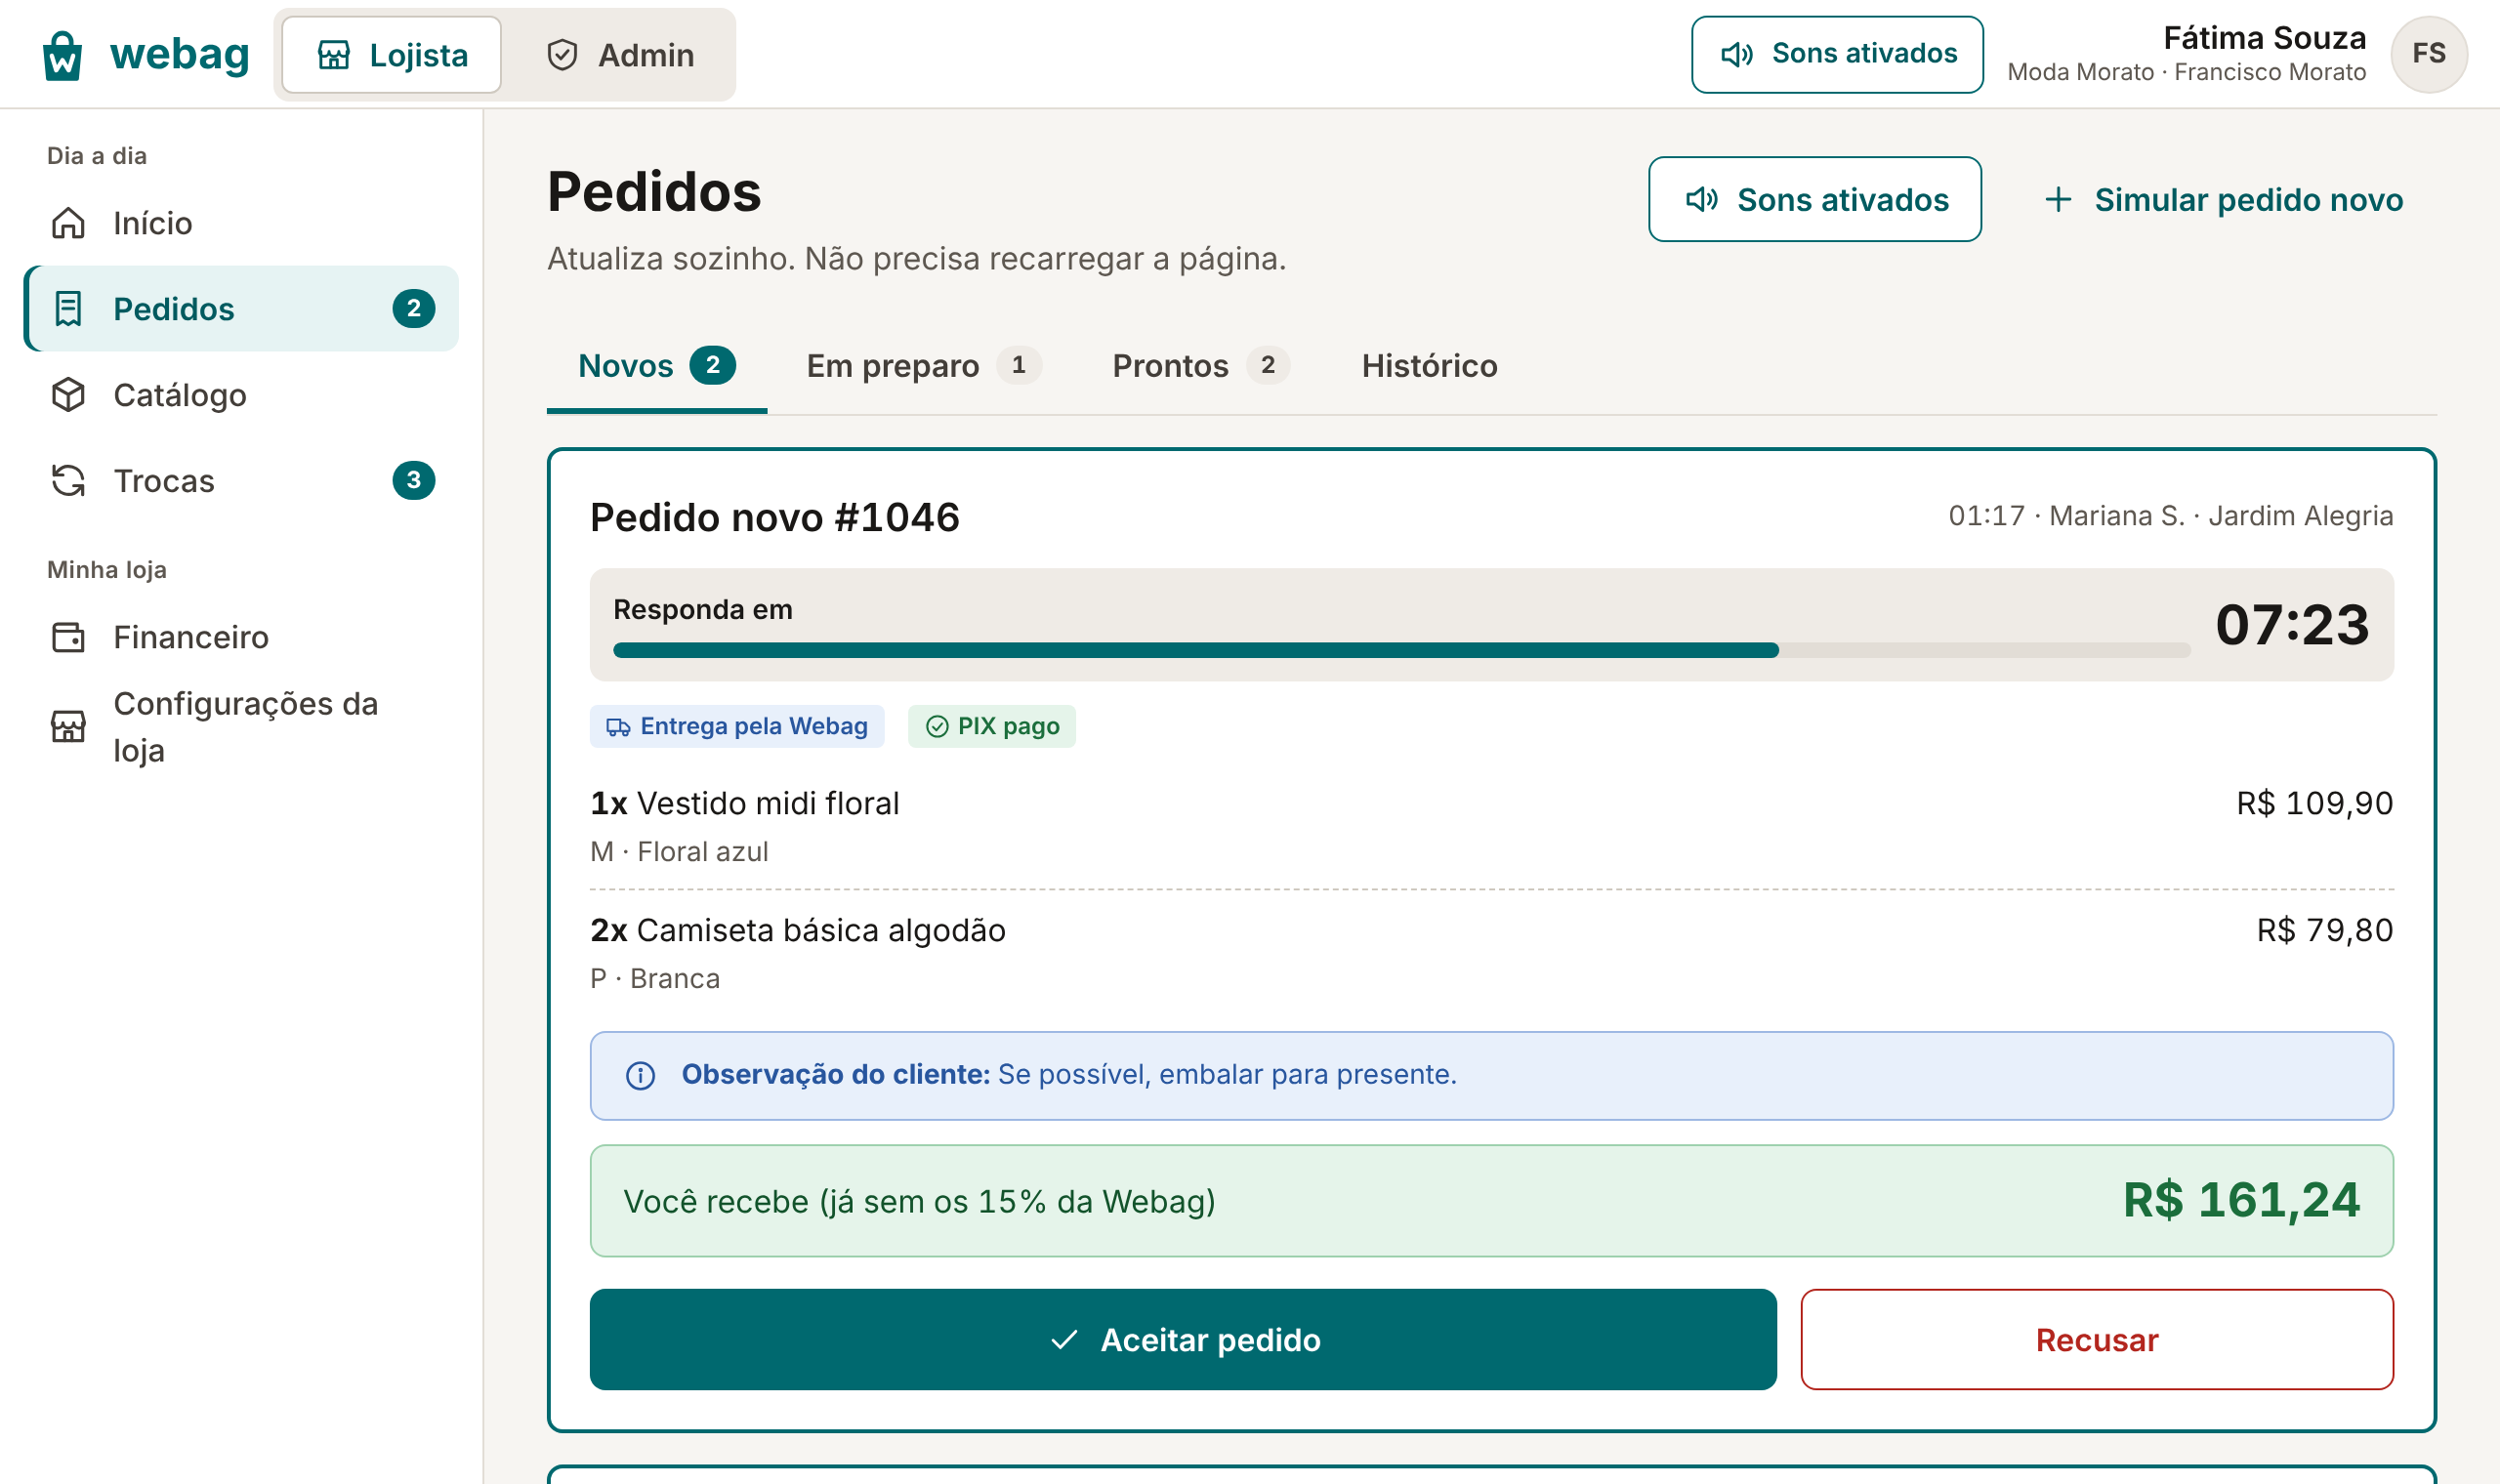 webag
Lojista
Admin
Sons ativados
Fátima Souza
Moda Morato · Francisco Morato
FS
Dia a dia
Início
Pedidos 2
Catálogo
Trocas 3
Minha loja
Financeiro
Configurações da
loja
Pedidos
Atualiza sozinho. Não precisa recarregar a página.
Sons ativados
+ Simular pedido novo
Novos 2
Em preparo 1
Prontos 2
Histórico
Pedido novo #1046
01:17 · Mariana S. · Jardim Alegria
Responda em
07:23
Entrega pela Webag
PIX pago
1x Vestido midi floral R$ 109,90
M · Floral azul
2x Camiseta básica algodão R$ 79,80
P · Branca
Observação do cliente: Se possível, embalar para presente.
Você recebe (já sem os 15% da Webag) R$ 161,24
Aceitar pedido
Recusar